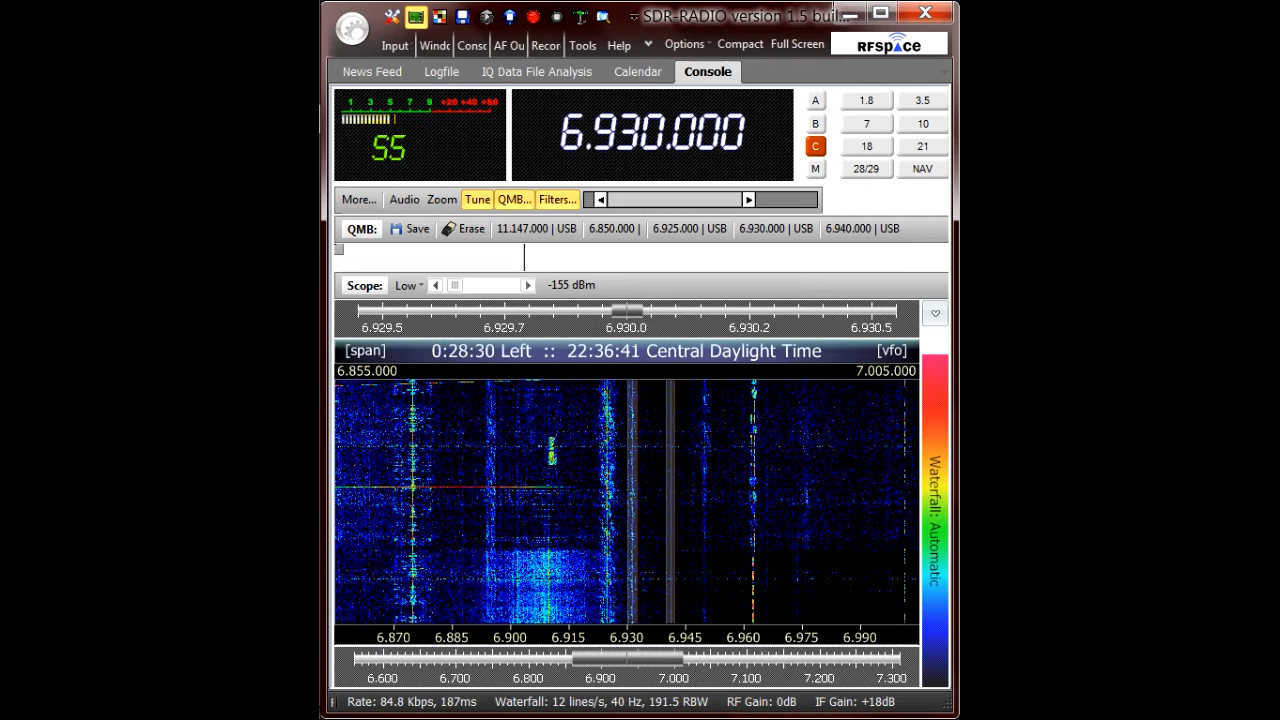 SDR-RADIO version 1.5 buil...
Input Windo Conso AF Ou Recor Tools Help Options Compact Full Screen
RFSPACE
News Feed Logfile IQ Data File Analysis Calendar Console
1 3 5 7 9 +20 +40 +60
S5
6.930.000
A 1.8 3.5
B 7 10
C 18 21
M 28/29 NAV
More... Audio Zoom Tune QMB... Filters...
QMB: Save Erase 11.147.000 | USB 6.850.000 | 6.925.000 | USB 6.930.000 | USB 6.940.000 | USB
Scope: Low -155 dBm
6.929.5 6.929.7 6.930.0 6.930.2 6.930.5
[span] 0:28:30 Left :: 22:36:41 Central Daylight Time [vfo]
6.855.000 7.005.000
Waterfall: Automatic
6.870 6.885 6.900 6.915 6.930 6.945 6.960 6.975 6.990
6.600 6.700 6.800 6.900 7.000 7.100 7.200 7.300
Rate: 84.8 Kbps, 187ms Waterfall: 12 lines/s, 40 Hz, 191.5 RBW RF Gain: 0dB IF Gain: +18dB